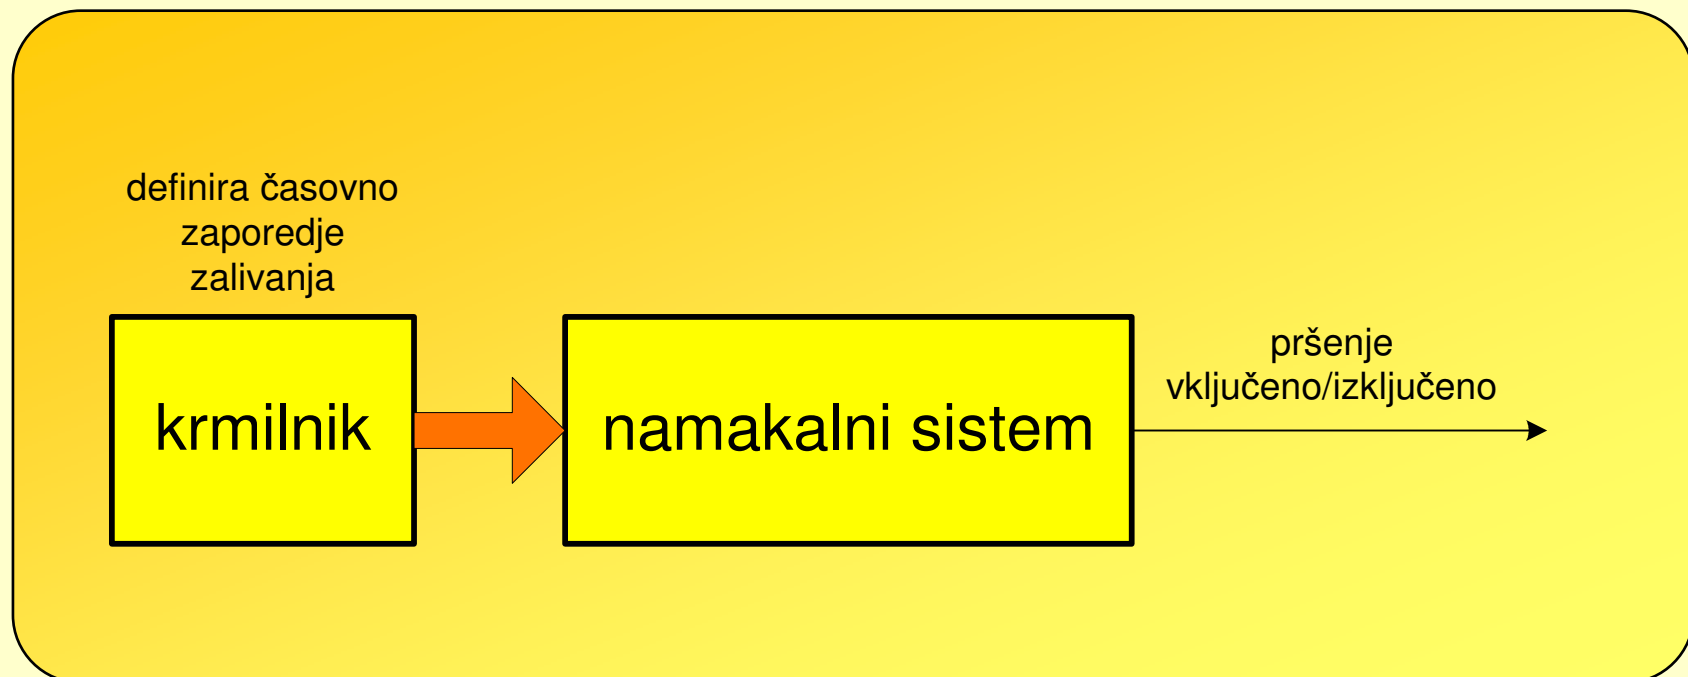 definira časovno
zaporedje
zalivanja
krmilnik
namakalni sistem
pršenje
vključeno/izključeno